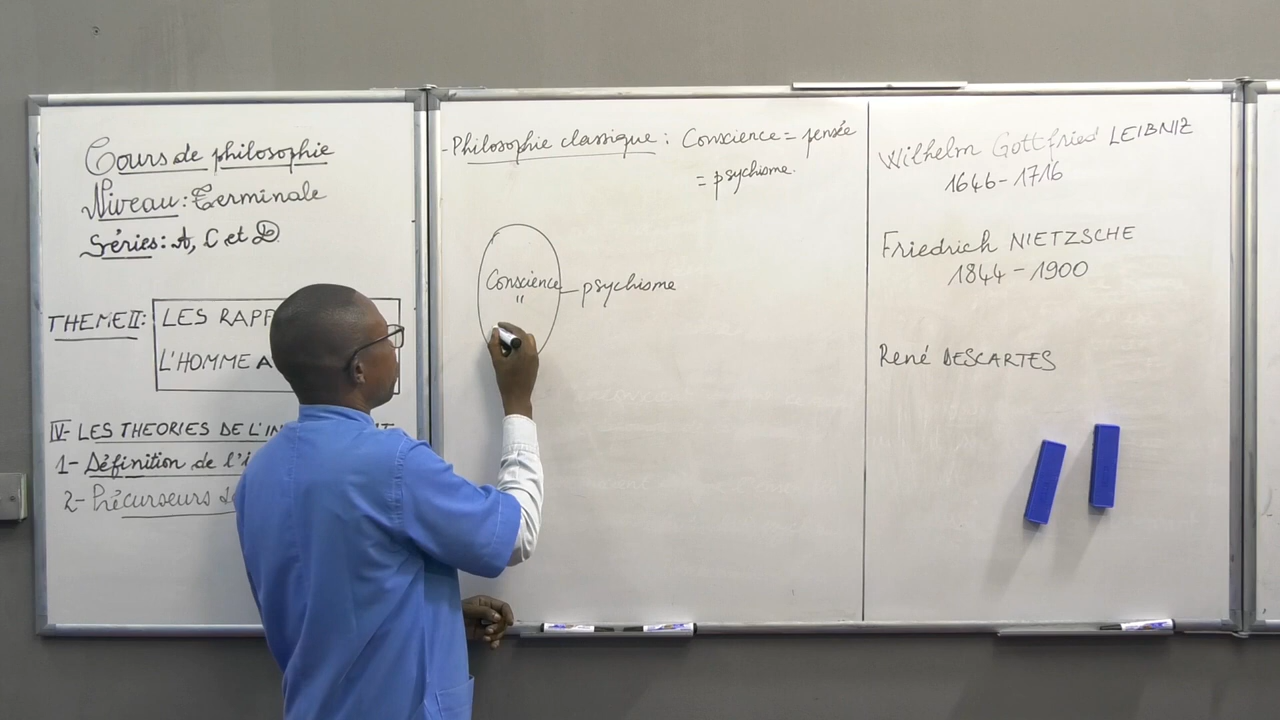 Cours de philosophie
Niveau : Terminale
Séries : A, C et D
THEME II : LES RAPP
L'HOMME A
IV- LES THEORIES DE L'IN
1- Définition de l'i
2- Précurseurs de
- Philosophie classique : Conscience = pensée
= psychisme.
Conscience - psychisme
"
Wilhelm Gottfried LEIBNIZ
1646 - 1716
Friedrich NIETZSCHE
1844 - 1900
René DESCARTES